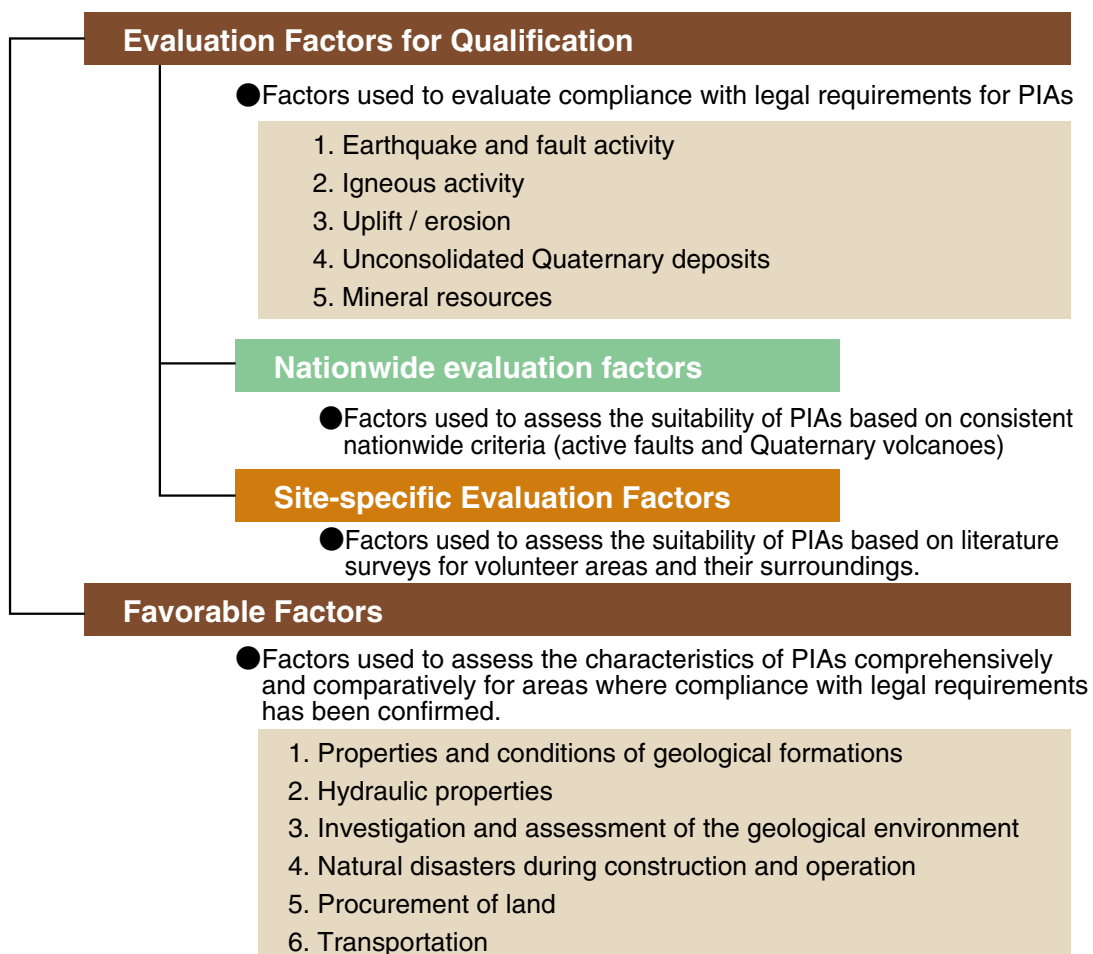 Evaluation Factors for Qualification
●Factors used to evaluate compliance with legal requirements for PIAs
1. Earthquake and fault activity
2. Igneous activity
3. Uplift / erosion
4. Unconsolidated Quaternary deposits
5. Mineral resources
Nationwide evaluation factors
●Factors used to assess the suitability of PIAs based on consistent
nationwide criteria (active faults and Quaternary volcanoes)
Site-specific Evaluation Factors
●Factors used to assess the suitability of PIAs based on literature
surveys for volunteer areas and their surroundings.
Favorable Factors
●Factors used to assess the characteristics of PIAs comprehensively
and comparatively for areas where compliance with legal requirements
has been confirmed.
1. Properties and conditions of geological formations
2. Hydraulic properties
3. Investigation and assessment of the geological environment
4. Natural disasters during construction and operation
5. Procurement of land
6. Transportation